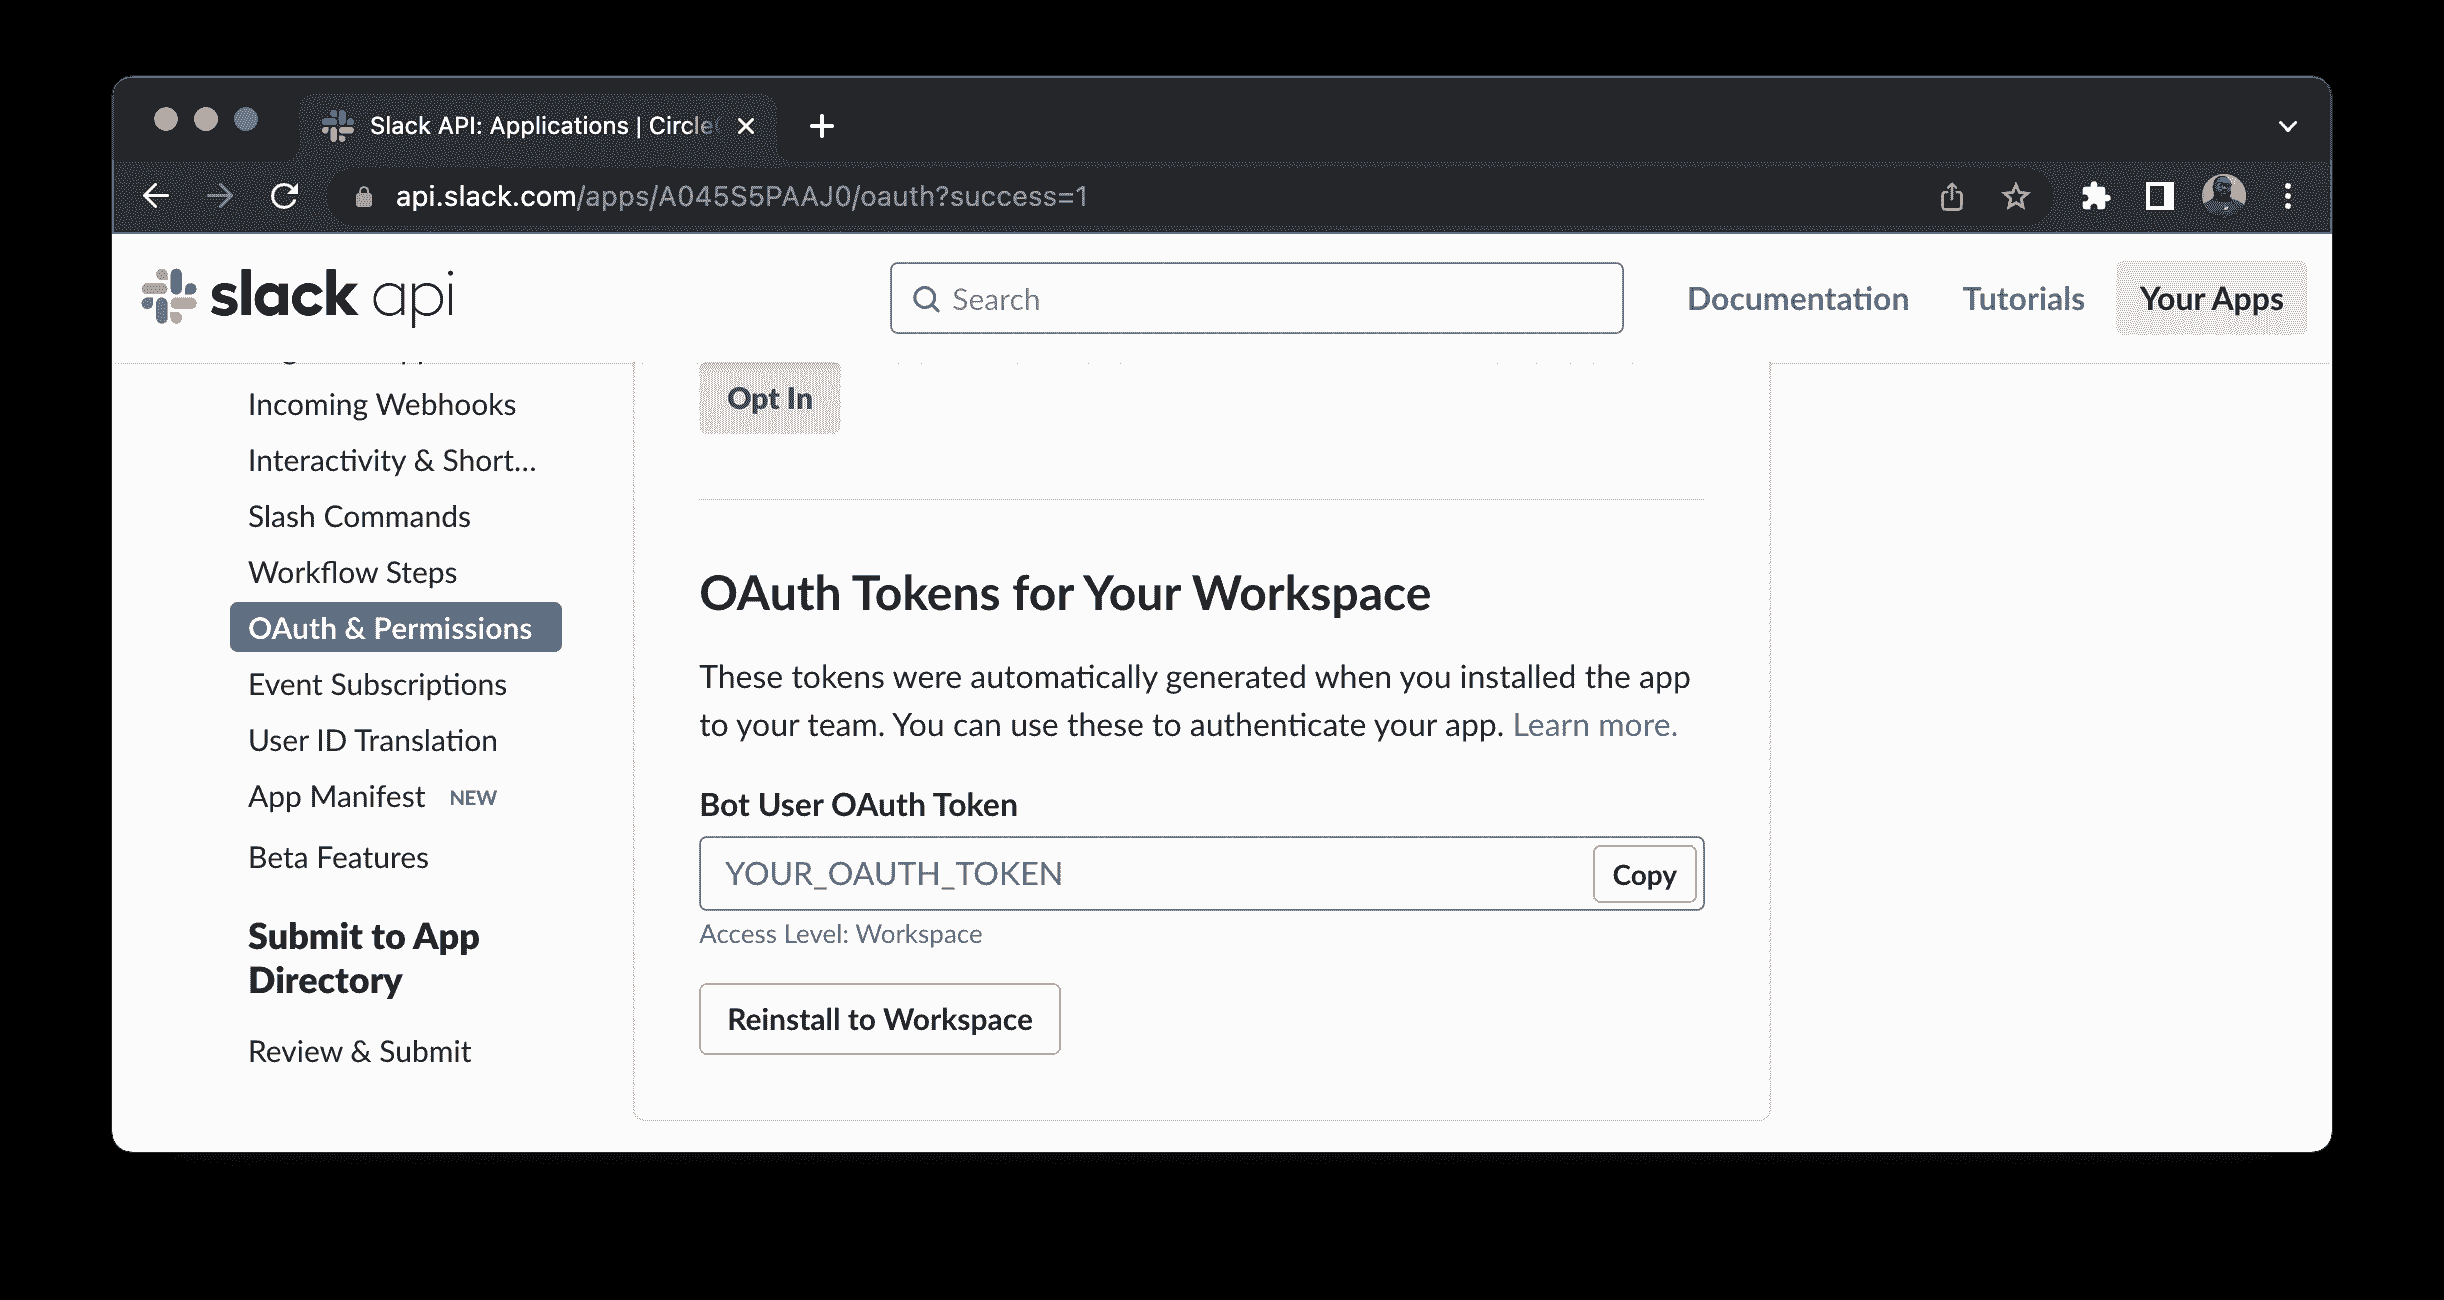 Slack API: Applications | Circle
api.slack.com/apps/A045S5PAAJ0/oauth?success=1
slack api
Search
Documentation
Tutorials
Your Apps
Incoming Webhooks
Interactivity & Short...
Slash Commands
Workflow Steps
OAuth & Permissions
Event Subscriptions
User ID Translation
App Manifest NEW
Beta Features
Submit to App
Directory
Review & Submit
Opt In
OAuth Tokens for Your Workspace
These tokens were automatically generated when you installed the app
to your team. You can use these to authenticate your app. Learn more.
Bot User OAuth Token
YOUR_OAUTH_TOKEN
Copy
Access Level: Workspace
Reinstall to Workspace